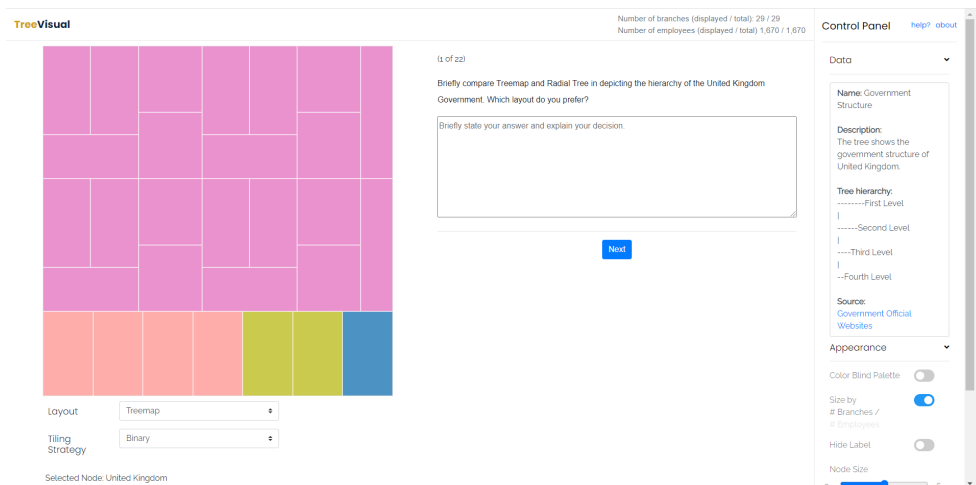 TreeVisual
Number of branches (displayed / total): 29 / 29
Number of employees (displayed / total) 1,670 / 1,670
(1 of 22)
Briefly compare Treemap and Radial Tree in depicting the hierarchy of the United Kingdom
Government. Which layout do you prefer?
Briefly state your answer and explain your decision.
Next
Layout
Treemap
Tiling
Strategy
Binary
Selected Node: United Kingdom
Control Panel
help? about
Data
Name: Government
Structure
Description:
The tree shows the
government structure of
United Kingdom.
Tree hierarchy:
--------First Level
|
------Second Level
|
----Third Level
|
--Fourth Level
Source:
Government Official
Websites
Appearance
Color Blind Palette
Size by
# Branches /
# Employees
Hide Label
Node Size